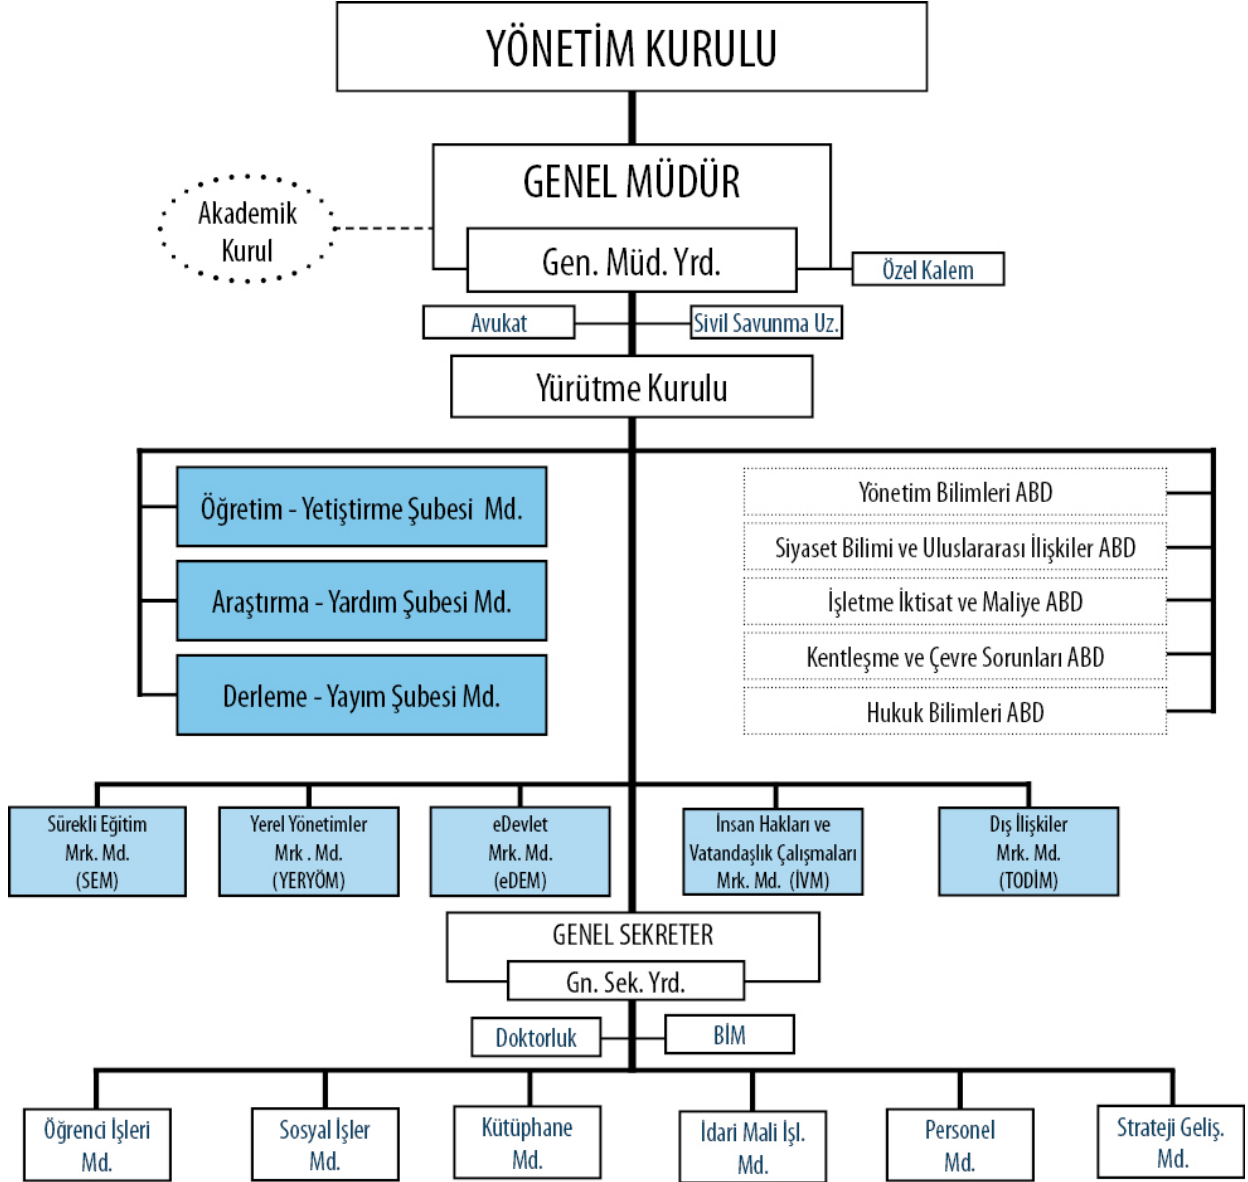 YÖNETİM KURULU
GENEL MÜDÜR
Akademik
Kurul
Gen. Müd. Yrd.
Özel Kalem
Avukat
Sivil Savunma Uz.
Yürütme Kurulu
Öğretim - Yetiştirme Şubesi Md.
Araştırma - Yardım Şubesi Md.
Derleme - Yayım Şubesi Md.
Yönetim Bilimleri ABD
Siyaset Bilimi ve Uluslararası İlişkiler ABD
İşletme İktisat ve Maliye ABD
Kentleşme ve Çevre Sorunları ABD
Hukuk Bilimleri ABD
Sürekli Eğitim
Mrk. Md.
(SEM)
Yerel Yönetimler
Mrk . Md.
(YERYÖM)
eDevlet
Mrk. Md.
(eDEM)
İnsan Hakları ve
Vatandaşlık Çalışmaları
Mrk. Md. (İVM)
Dış İlişkiler
Mrk. Md.
(TODİM)
GENEL SEKRETER
Gn. Sek. Yrd.
Doktorluk
BİM
Öğrenci İşleri
Md.
Sosyal İşler
Md.
Kütüphane
Md.
İdari Mali İşl.
Md.
Personel
Md.
Strateji Geliş.
Md.